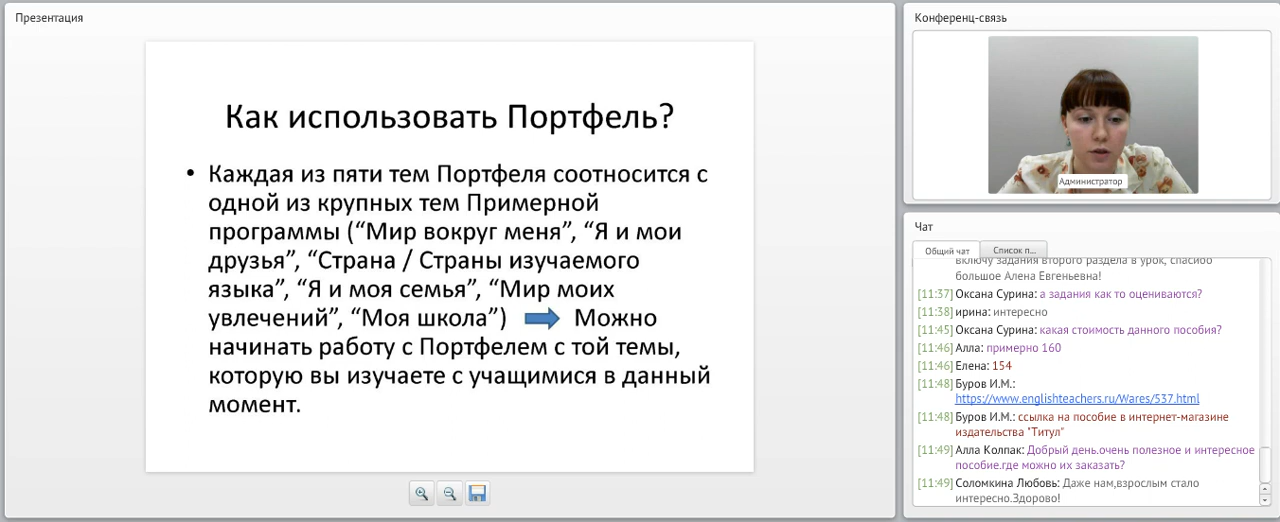 Презентация
Как использовать Портфель?
• Каждая из пяти тем Портфеля соотносится с
одной из крупных тем Примерной
программы (“Мир вокруг меня”, “Я и мои
друзья”, “Страна / Страны изучаемого
языка”, “Я и моя семья”, “Мир моих
увлечений”, “Моя школа”) Можно
начинать работу с Портфелем с той темы,
которую вы изучаете с учащимися в данный
момент.
Конференц-связь
Администратор
Чат
Общий чат Список п...
включу задания второго раздела в урок, спасибо
большое Алена Евгеньевна!
[11:37] Оксана Сурина: а задания как то оцениваются?
[11:38] ирина: интересно
[11:45] Оксана Сурина: какая стоимость данного пособия?
[11:46] Алла: примерно 160
[11:46] Елена: 154
[11:48] Буров И.М.:
https://www.englishteachers.ru/Wares/537.html
[11:48] Буров И.М.: ссылка на пособие в интернет-магазине
издательства "Титул"
[11:49] Алла Колпак: Добрый день.очень полезное и интересное
пособие.где можно их заказать?
[11:49] Соломкина Любовь: Даже нам,взрослым стало
интересно.Здорово!